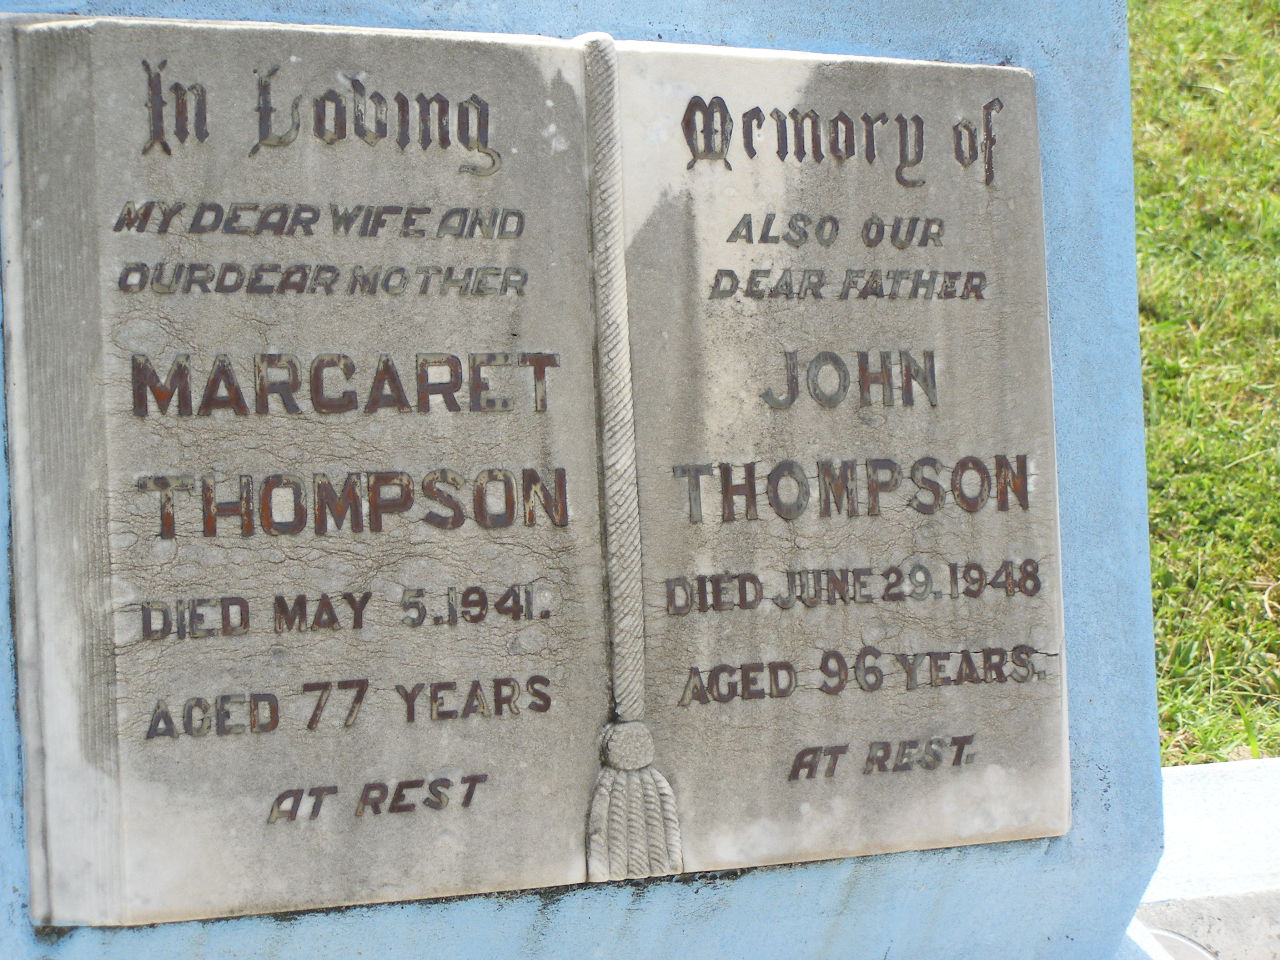 In Loving
MY DEAR WIFE AND
OUR DEAR MOTHER
MARGARET
THOMPSON
DIED MAY 5.1941.
AGED 77 YEARS
AT REST
Memory of
ALSO OUR
DEAR FATHER
JOHN
THOMPSON
DIED JUNE 29.1948
AGED 96 YEARS.
AT REST.